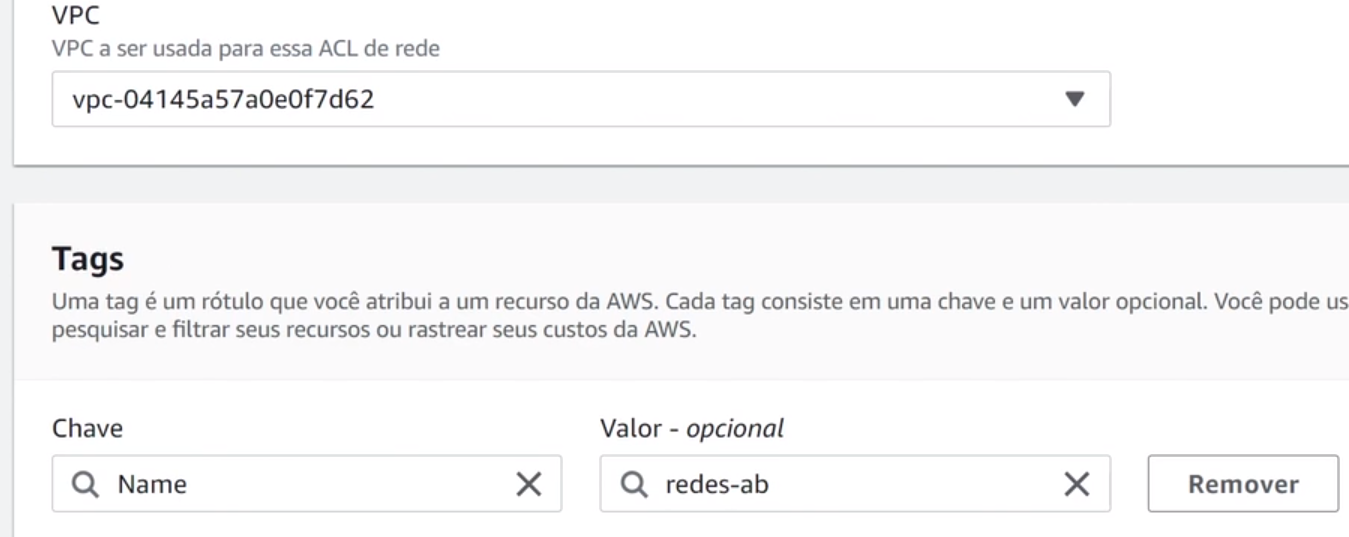 VPC
VPC a ser usada para essa ACL de rede
vpc-04145a57a0e0f7d62
Tags
Uma tag é um rótulo que você atribui a um recurso da AWS. Cada tag consiste em uma chave e um valor opcional. Você pode us
pesquisar e filtrar seus recursos ou rastrear seus custos da AWS.
Chave
Valor - opcional
Name
redes-ab
Remover